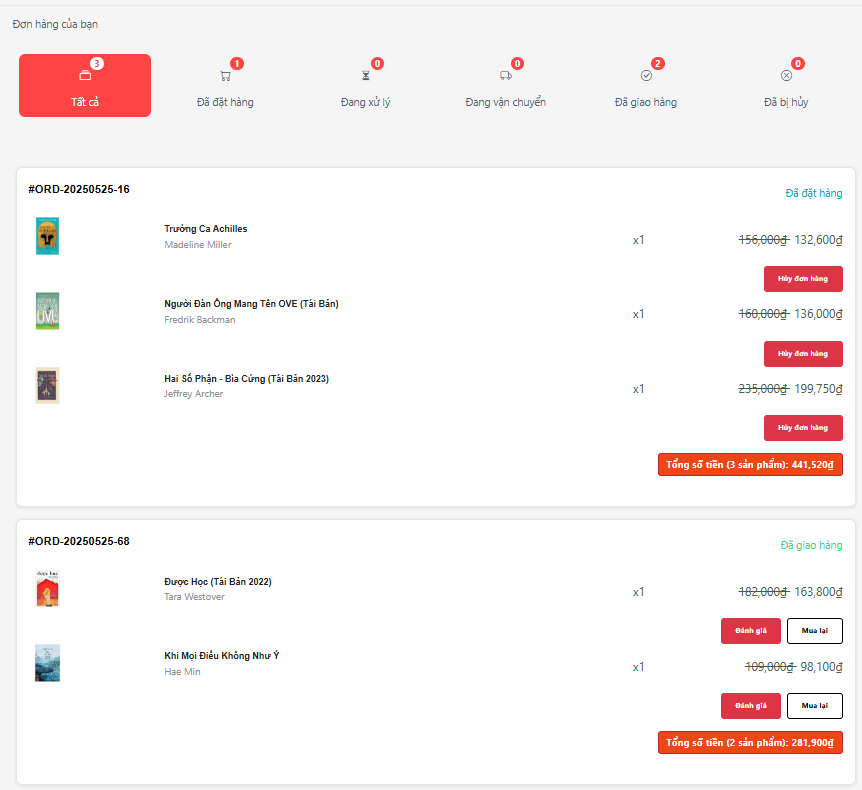 Đơn hàng của bạn
3
Tất cả
1
Đã đặt hàng
0
Đang xử lý
0
Đang vận chuyển
2
Đã giao hàng
0
Đã bị hủy
#ORD-20250525-16
Đã đặt hàng
Trường Ca Achilles
Madeline Miller
x1
156,000₫ 132,600₫
Hủy đơn hàng
Người Đàn Ông Mang Tên OVE (Tái Bản)
Fredrik Backman
x1
160,000₫ 136,000₫
Hủy đơn hàng
Hai Số Phận - Bìa Cứng (Tái Bản 2023)
Jeffrey Archer
x1
235,000₫ 199,750₫
Hủy đơn hàng
Tổng số tiền (3 sản phẩm): 441,520₫
#ORD-20250525-68
Đã giao hàng
được học
Được Học (Tái Bản 2022)
Tara Westover
x1
182,000₫ 163,800₫
Đánh giá
Mua lại
Khi Mọi Điều Không Như Ý
Hae Min
x1
109,000₫ 98,100₫
Đánh giá
Mua lại
Tổng số tiền (2 sản phẩm): 281,900₫